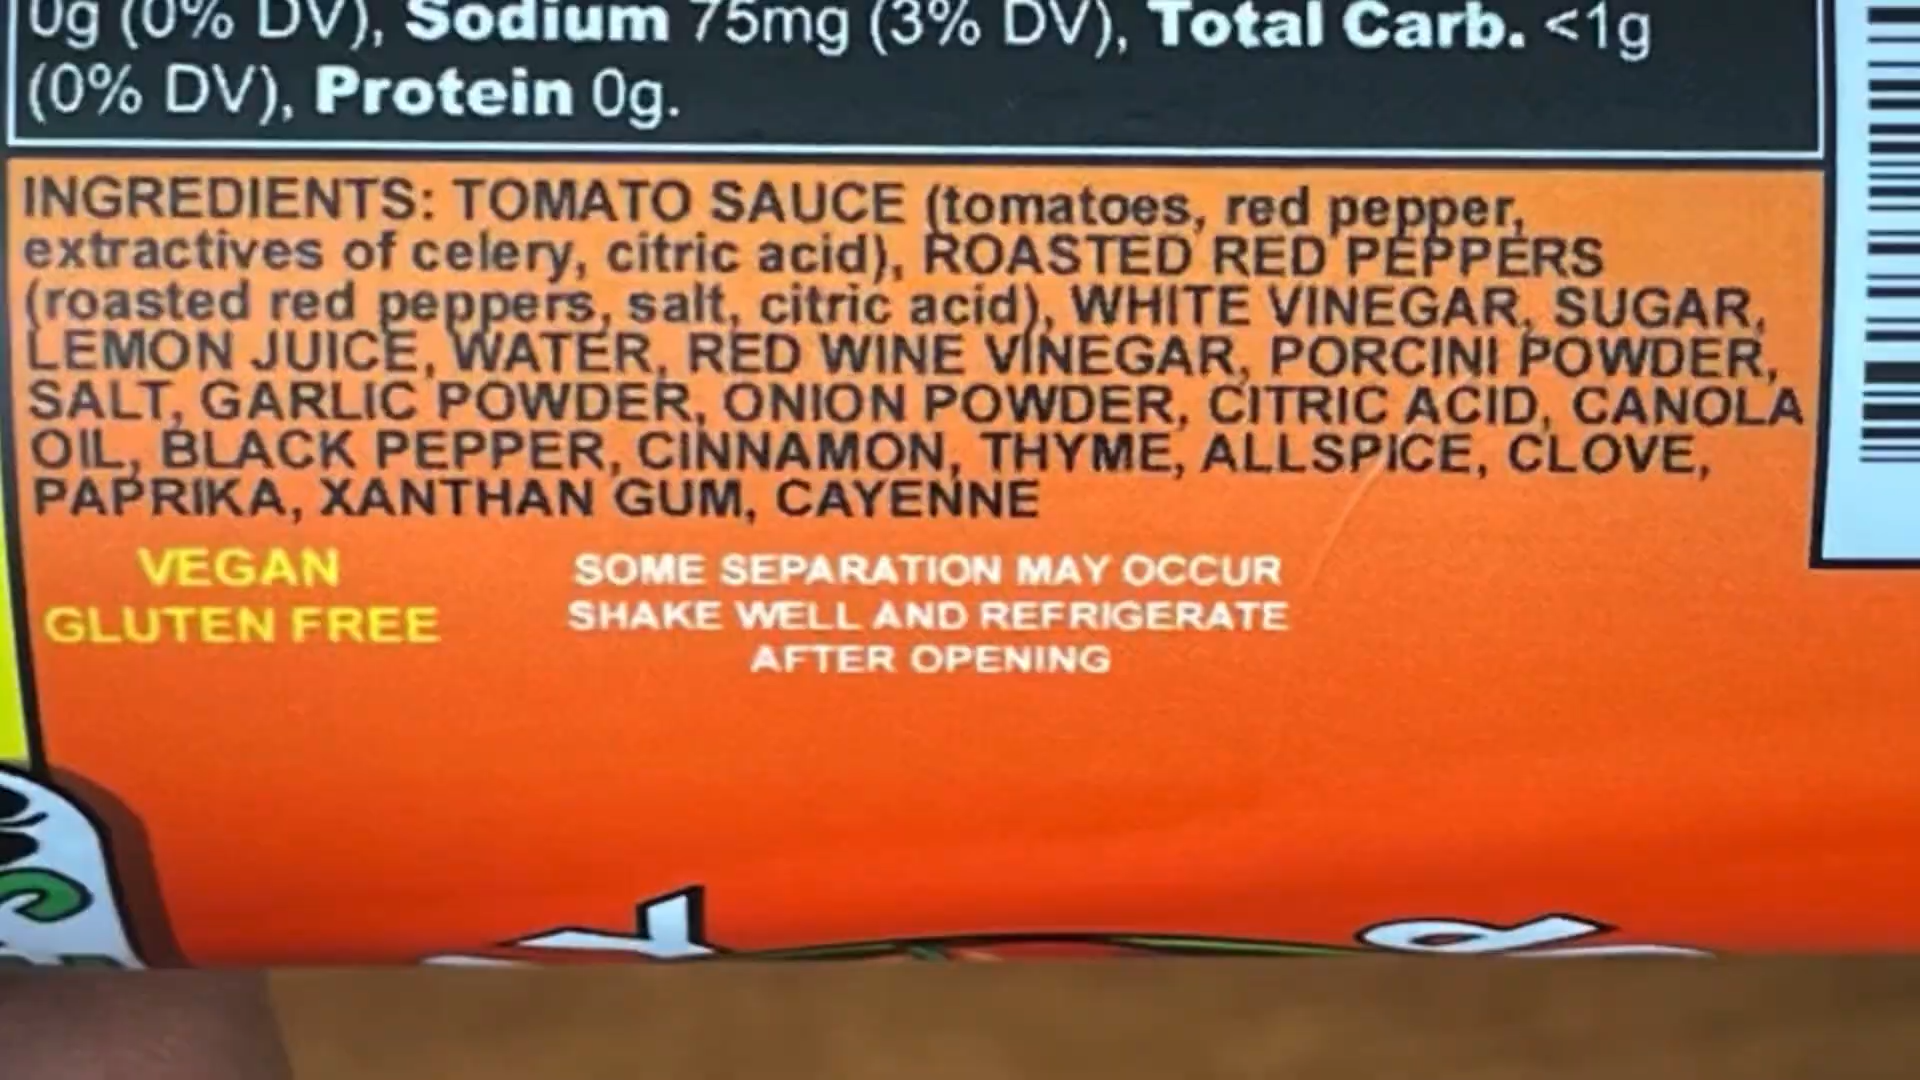 0g (0% DV), Sodium 75mg (3% DV), Total Carb. <1g
(0% DV), Protein 0g.
INGREDIENTS: TOMATO SAUCE (tomatoes, red pepper,
extractives of celery, citric acid), ROASTED RED PEPPERS
(roasted red peppers, salt, citric acid), WHITE VINEGAR, SUGAR,
LEMON JUICE, WATER, RED WINE VINEGAR, PORCINI POWDER,
SALT, GARLIC POWDER, ONION POWDER, CITRIC ACID, CANOLA
OIL, BLACK PEPPER, CINNAMON, THYME, ALLSPICE, CLOVE,
PAPRIKA, XANTHAN GUM, CAYENNE
VEGAN
GLUTEN FREE
SOME SEPARATION MAY OCCUR
SHAKE WELL AND REFRIGERATE
AFTER OPENING